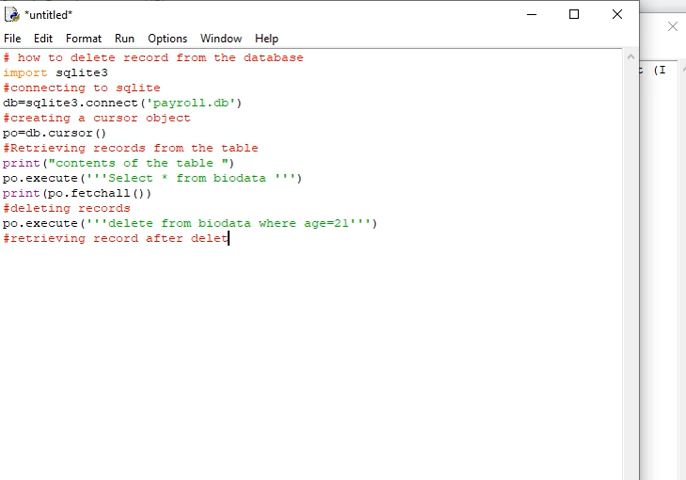 *untitled*
File Edit Format Run Options Window Help
# how to delete record from the database
import sqlite3
#connecting to sqlite
db=sqlite3.connect('payroll.db')
#creating a cursor object
po=db.cursor()
#Retrieving records from the table
print("contents of the table ")
po.execute('''Select * from biodata ''')
print(po.fetchall())
#deleting records
po.execute('''delete from biodata where age=21''')
#retrieving record after delet
(I